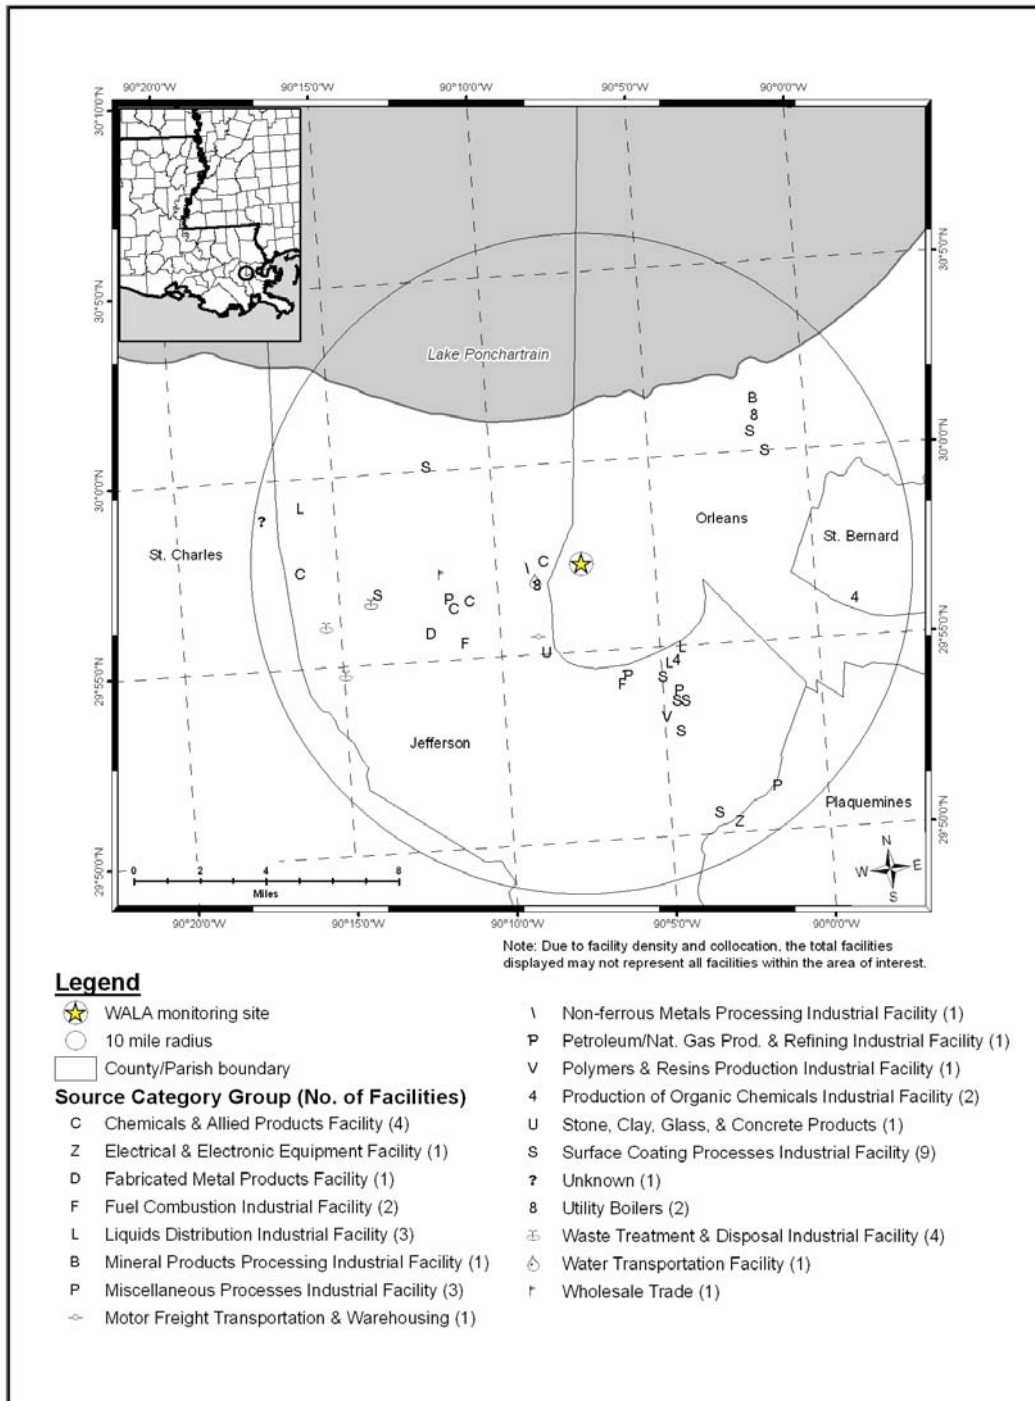 90°20'0"W 90°15'0"W 90°10'0"W 90°5'0"W 90°0'0"W
30°10'0"N
30°5'0"N
30°5'0"N
Lake Ponchartrain
B
8
S
S
30°0'0"N
S
30°0'0"N
L
?
Orleans
St. Charles
St. Bernard
C
\
C
8
S
P
C
C
4
D
F
U
29°55'0"N
L
L
4
S
P
F
P
S
S
V
S
29°55'0"N
Jefferson
P
S
Z
Plaquemines
29°50'0"N
N
W E
S
0 2 4 6 8
Miles
29°50'0"N
90°20'0"W 90°15'0"W 90°10'0"W 90°5'0"W 90°0'0"W
Note: Due to facility density and collocation, the total facilities
displayed may not represent all facilities within the area of interest.
Legend
WALA monitoring site
10 mile radius
County/Parish boundary
Source Category Group (No. of Facilities)
C Chemicals & Allied Products Facility (4)
Z Electrical & Electronic Equipment Facility (1)
D Fabricated Metal Products Facility (1)
F Fuel Combustion Industrial Facility (2)
L Liquids Distribution Industrial Facility (3)
B Mineral Products Processing Industrial Facility (1)
P Miscellaneous Processes Industrial Facility (3)
Motor Freight Transportation & Warehousing (1)
\ Non-ferrous Metals Processing Industrial Facility (1)
P Petroleum/Nat. Gas Prod. & Refining Industrial Facility (1)
V Polymers & Resins Production Industrial Facility (1)
4 Production of Organic Chemicals Industrial Facility (2)
U Stone, Clay, Glass, & Concrete Products (1)
S Surface Coating Processes Industrial Facility (9)
? Unknown (1)
8 Utility Boilers (2)
Waste Treatment & Disposal Industrial Facility (4)
Water Transportation Facility (1)
Wholesale Trade (1)